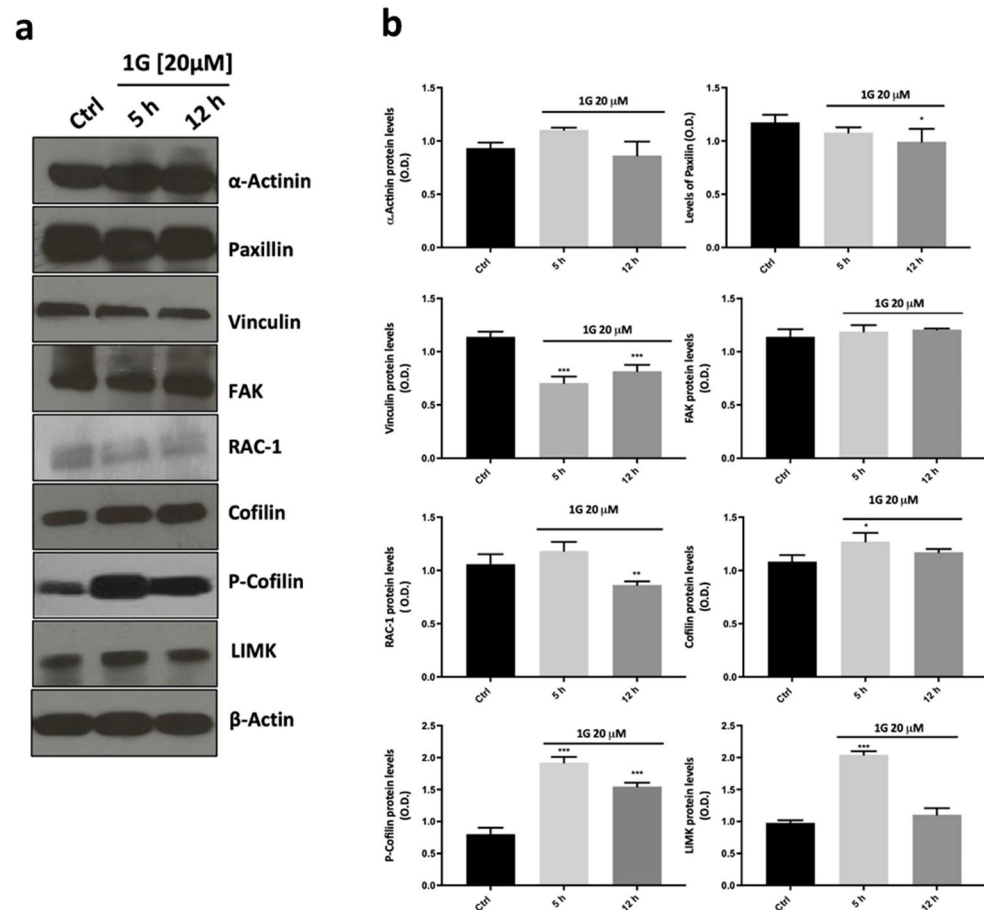 a
1G [20μM]
Ctrl 5 h 12 h
α-Actinin
Paxillin
Vinculin
FAK
RAC-1
Cofilin
P-Cofilin
LIMK
β-Actin
b
1G 20 μM
α.Actinin protein levels
(O.D.)
1.5
1.0
0.5
0.0
Ctrl 5 h 12 h
1G 20 μM
Levels of Paxilin (O.D.)
1.5
1.0
0.5
0.0
*
Ctrl 5 h 12 h
1G 20 μM
Vinculin protein levels
(O.D.)
1.5
1.0
0.5
0.0
*** ***
Ctrl 5 h 12 h
1G 20 μM
FAK protein levels
(O.D.)
1.5
1.0
0.5
0.0
Ctrl 5 h 12 h
1G 20 μM
RAC-1 protein levels
( O.D.)
1.5
1.0
0.5
0.0
**
Ctrl 5 h 12 h
1G 20 μM
Cofilin protein levels
(O.D.)
1.5
1.0
0.5
0.0
*
Ctrl 5 h 12 h
1G 20 μM
P-Cofilin protein levels
(O.D.)
2.5
2.0
1.5
1.0
0.5
0.0
*** ***
Ctrl 5 h 12 h
1G 20 μM
LIMK protein levels
(O.D.)
2.5
2.0
1.5
1.0
0.5
0.0
***
Ctrl 5 h 12 h